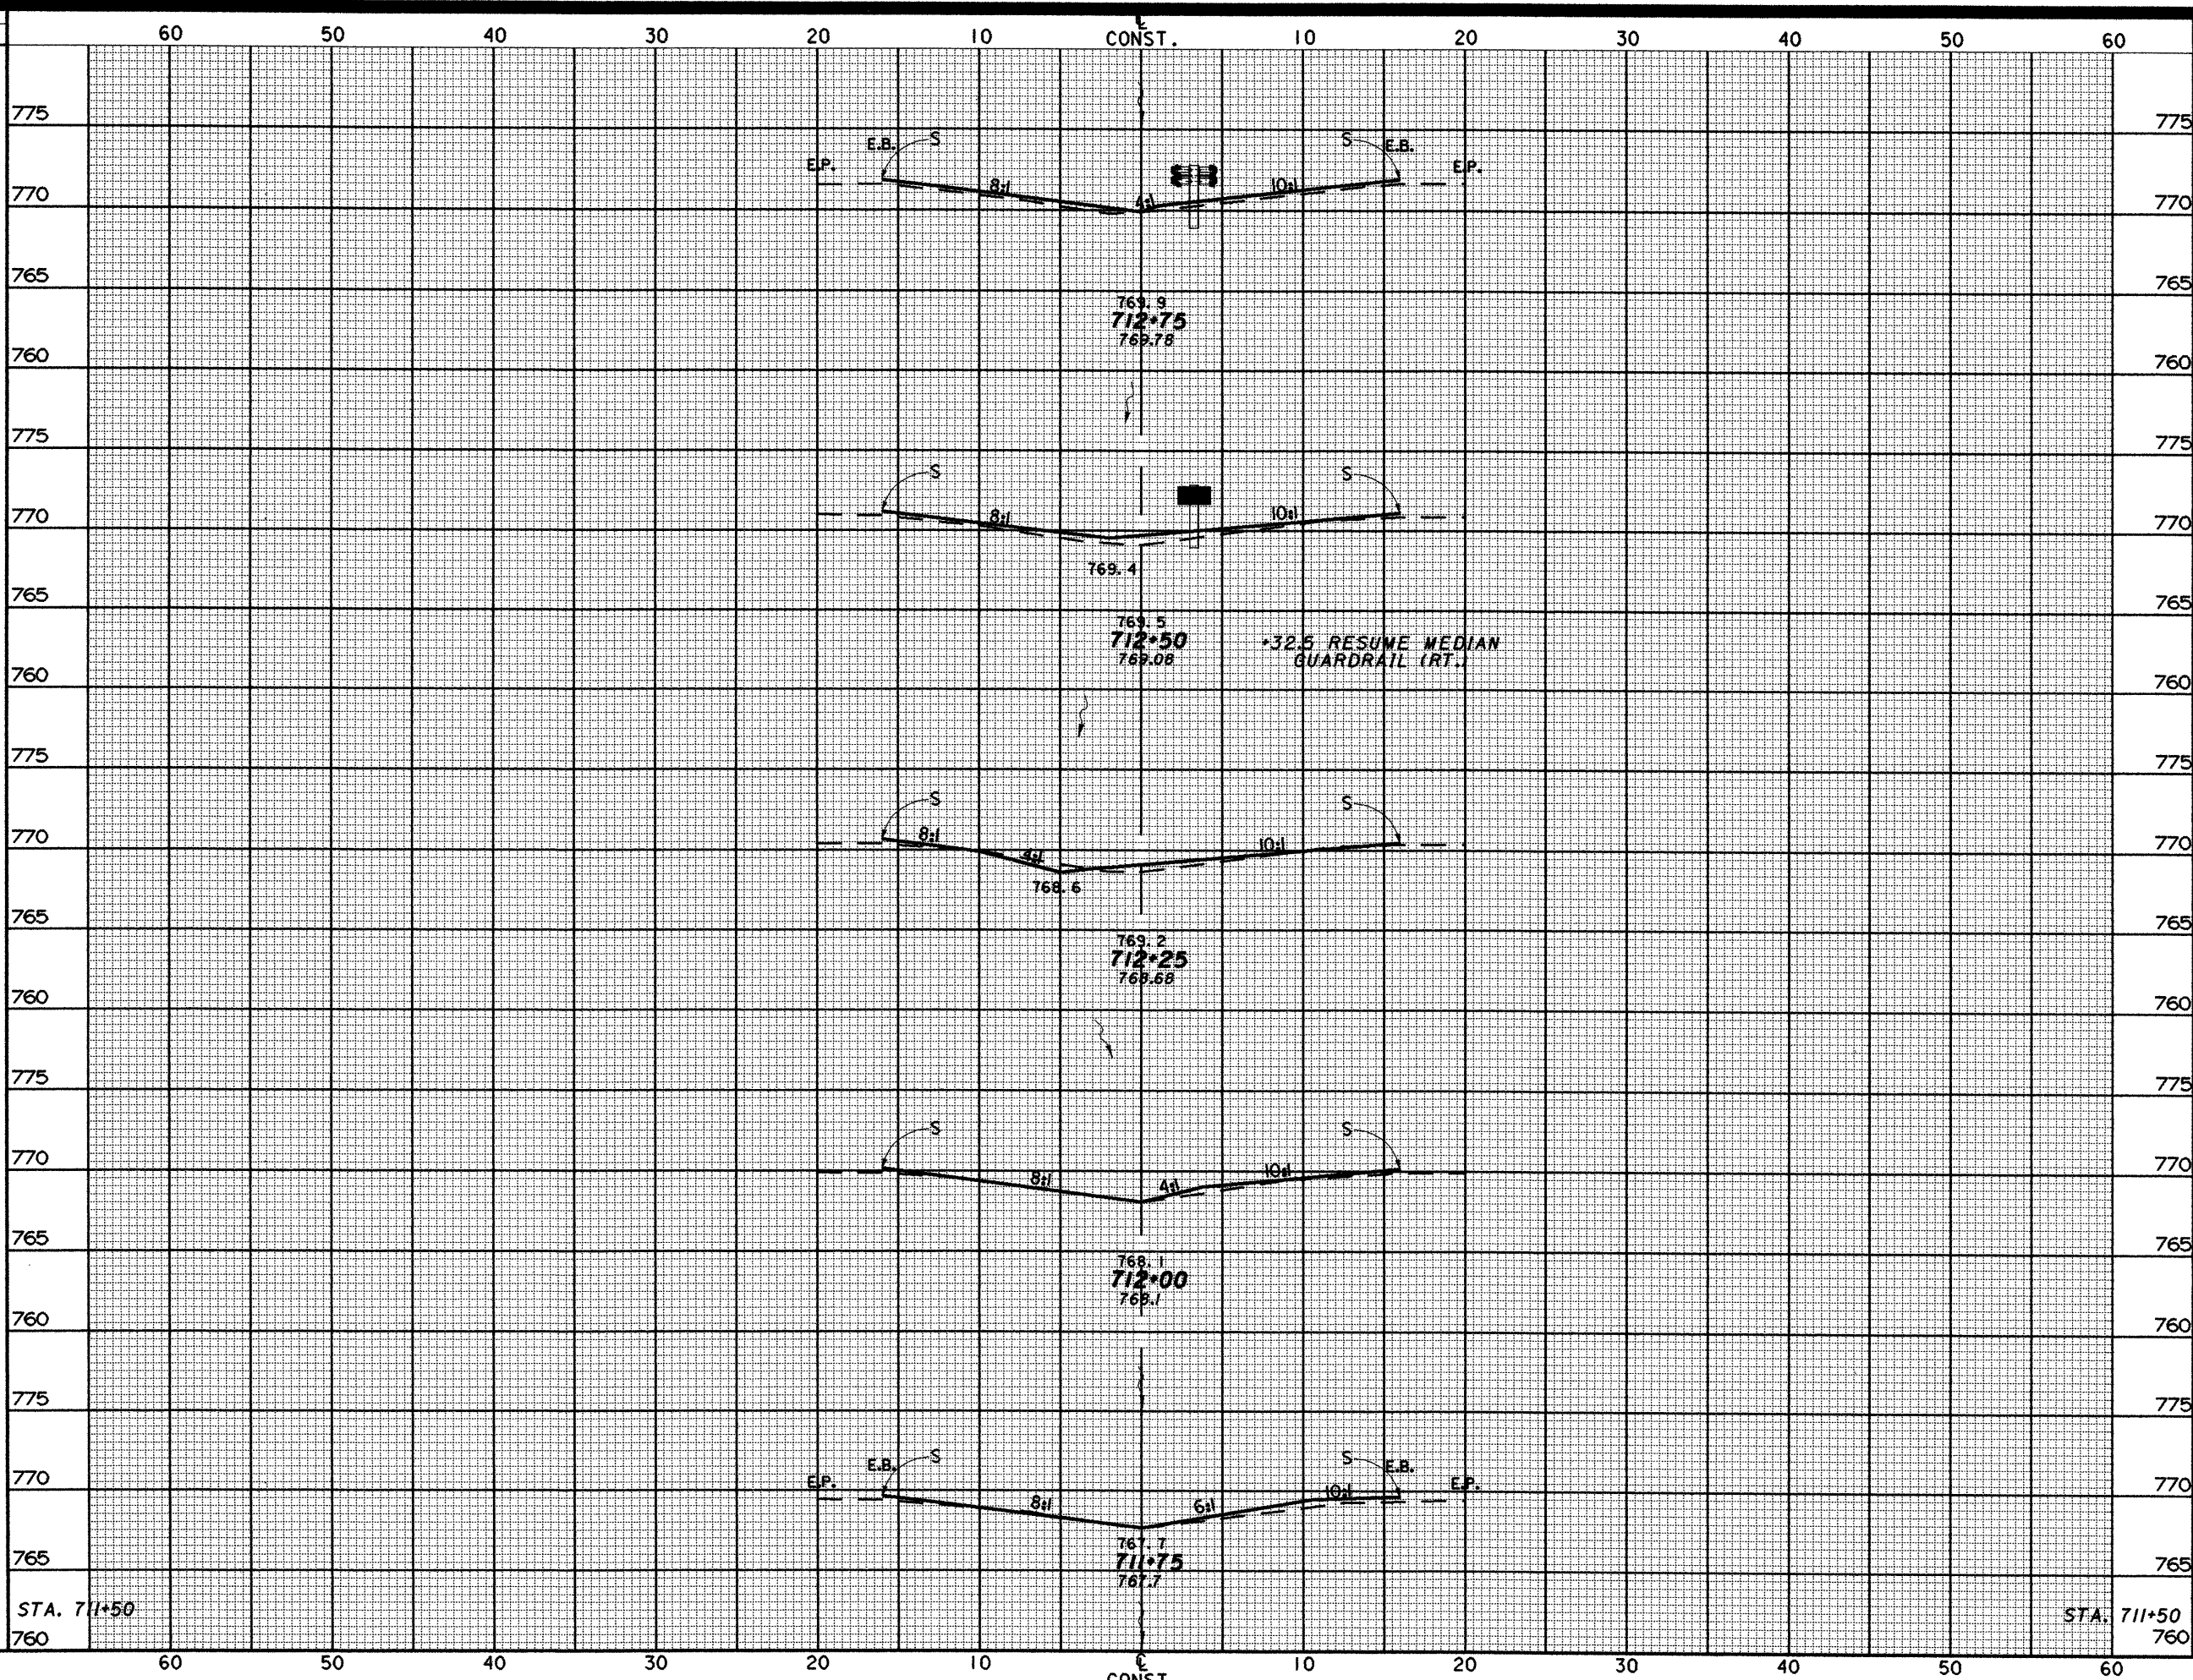 60 50 40 30 20 10 ℄ 10 20 30 40 50 60
CONST.
775 775
E.B. S S E.B.
E.P. E.P.
8:1 4:1 10:1
770 770
765 765
769.9
712+75
769.78
760 760
775 775
S S
8:1 10:1
770 770
769.4
765 765
769.5
712+50
769.08
+32.5 RESUME MEDIAN
GUARDRAIL (RT.)
760 760
775 775
S S
8:1 4:1 10:1
770 770
768.6
765 765
769.2
712+25
768.68
760 760
775 775
S S
770 770
8:1 4:1 10:1
765 765
768.1
712+00
768.1
760 760
775 775
E.B. S S E.B.
E.P. E.P.
770 770
8:1 6:1 10:1
767.7
711+75
767.7
765 765
STA. 711+50 STA. 711+50
760 760
60 50 40 30 20 10 ℄ 10 20 30 40 50 60
CONST.